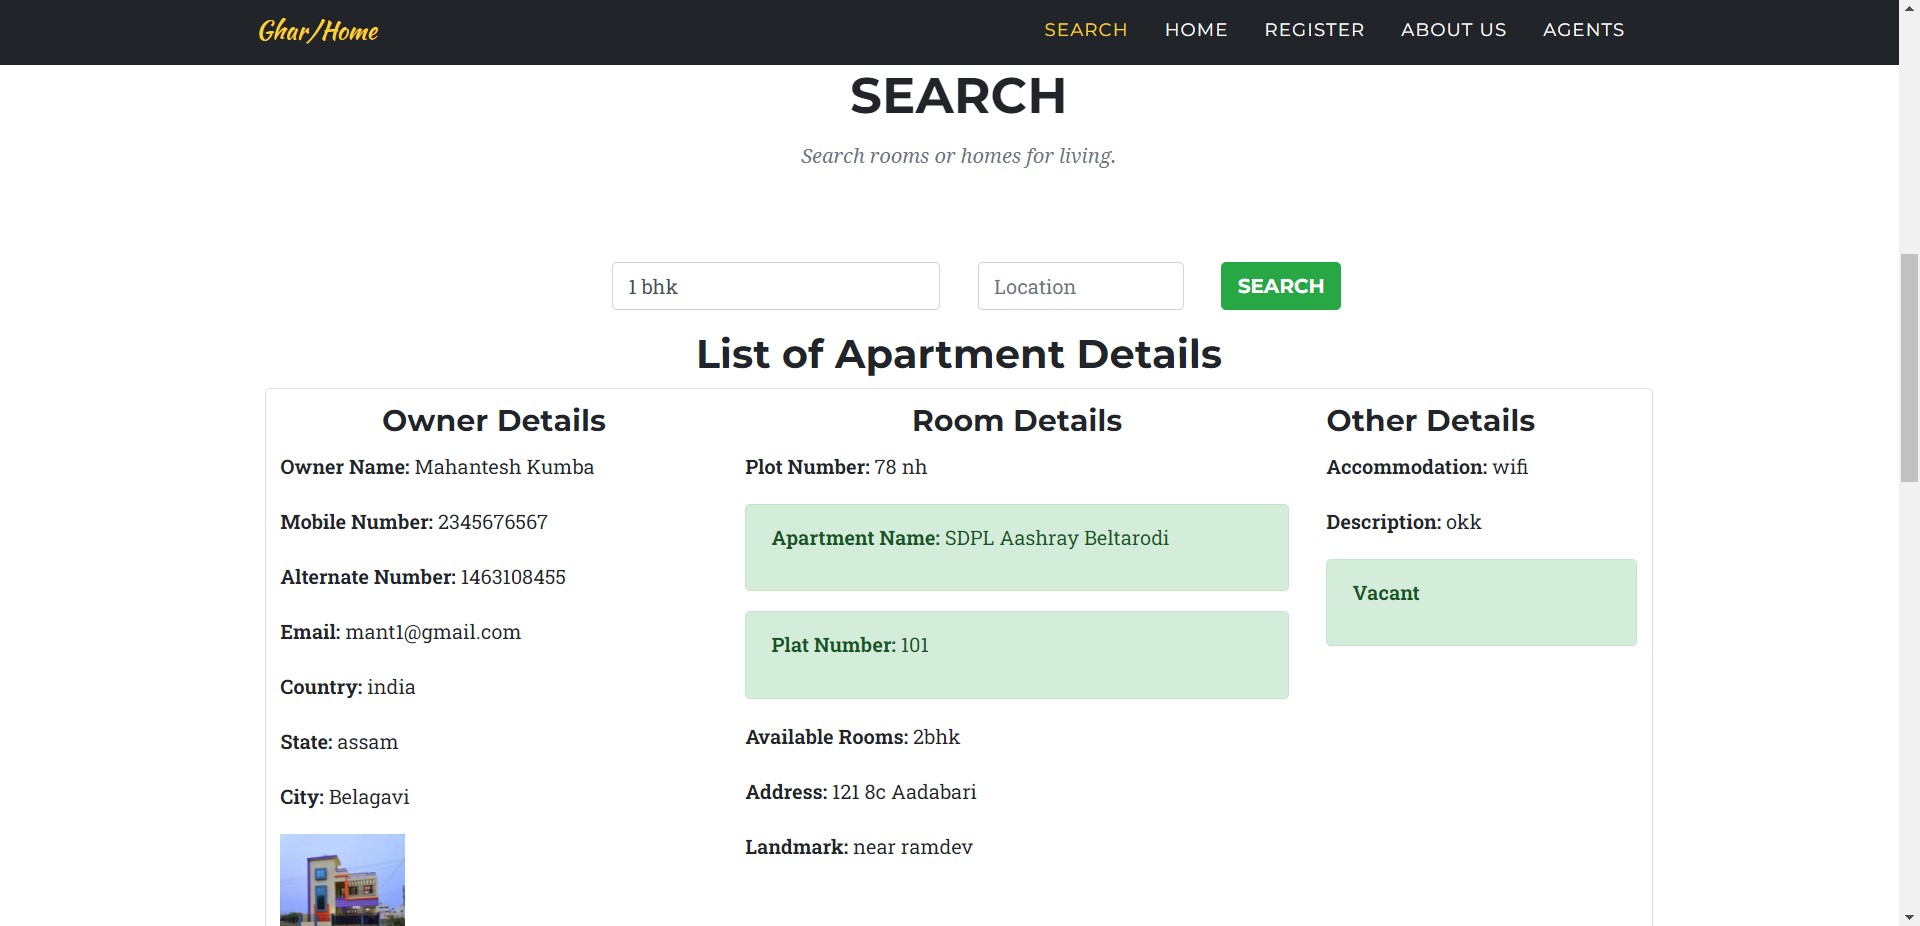 Ghar/Home
SEARCH HOME REGISTER ABOUT US AGENTS
SEARCH
Search rooms or homes for living.
1 bhk
Location
SEARCH
List of Apartment Details
Owner Details
Owner Name: Mahantesh Kumba
Mobile Number: 2345676567
Alternate Number: 1463108455
Email: mant1@gmail.com
Country: india
State: assam
City: Belagavi
Room Details
Plot Number: 78 nh
Apartment Name: SDPL Aashray Beltarodi
Plat Number: 101
Available Rooms: 2bhk
Address: 121 8c Aadabari
Landmark: near ramdev
Other Details
Accommodation: wifi
Description: okk
Vacant